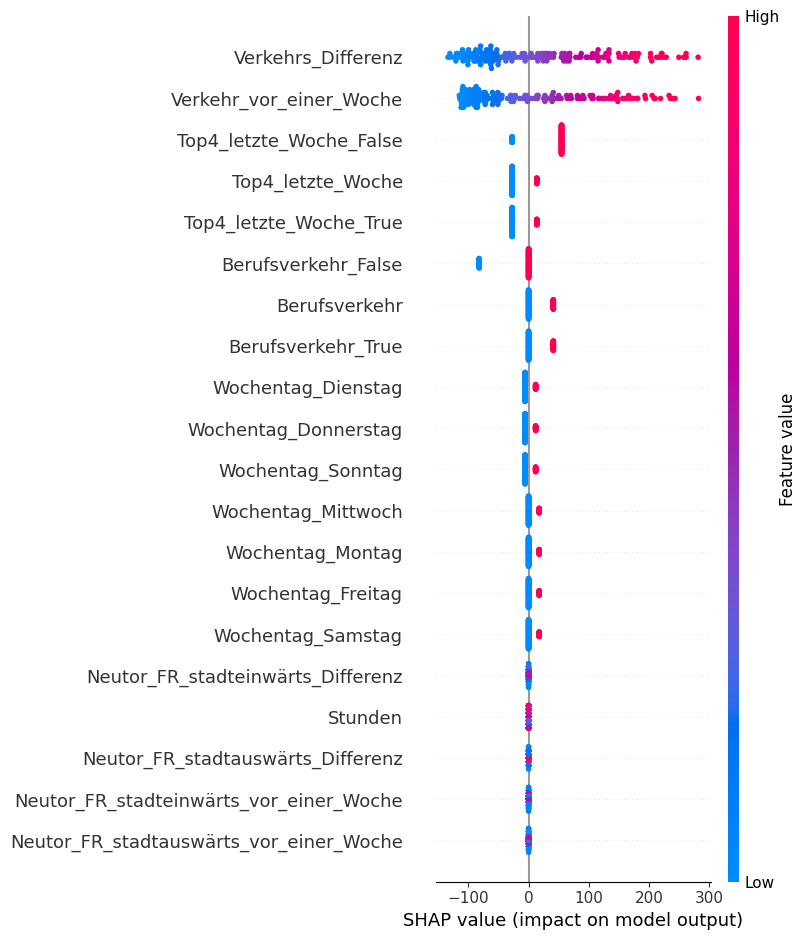 High
Verkehrs_Differenz
Verkehr_vor_einer_Woche
Top4_letzte_Woche_False
Top4_letzte_Woche
Top4_letzte_Woche_True
Berufsverkehr_False
Berufsverkehr
Berufsverkehr_True
Wochentag_Dienstag
Wochentag_Donnerstag
Wochentag_Sonntag
Wochentag_Mittwoch
Wochentag_Montag
Wochentag_Freitag
Wochentag_Samstag
Neutor_FR_stadteinwärts_Differenz
Stunden
Neutor_FR_stadtauswärts_Differenz
Neutor_FR_stadteinwärts_vor_einer_Woche
Neutor_FR_stadtauswärts_vor_einer_Woche
Feature value
Low
−100 0 100 200 300
SHAP value (impact on model output)